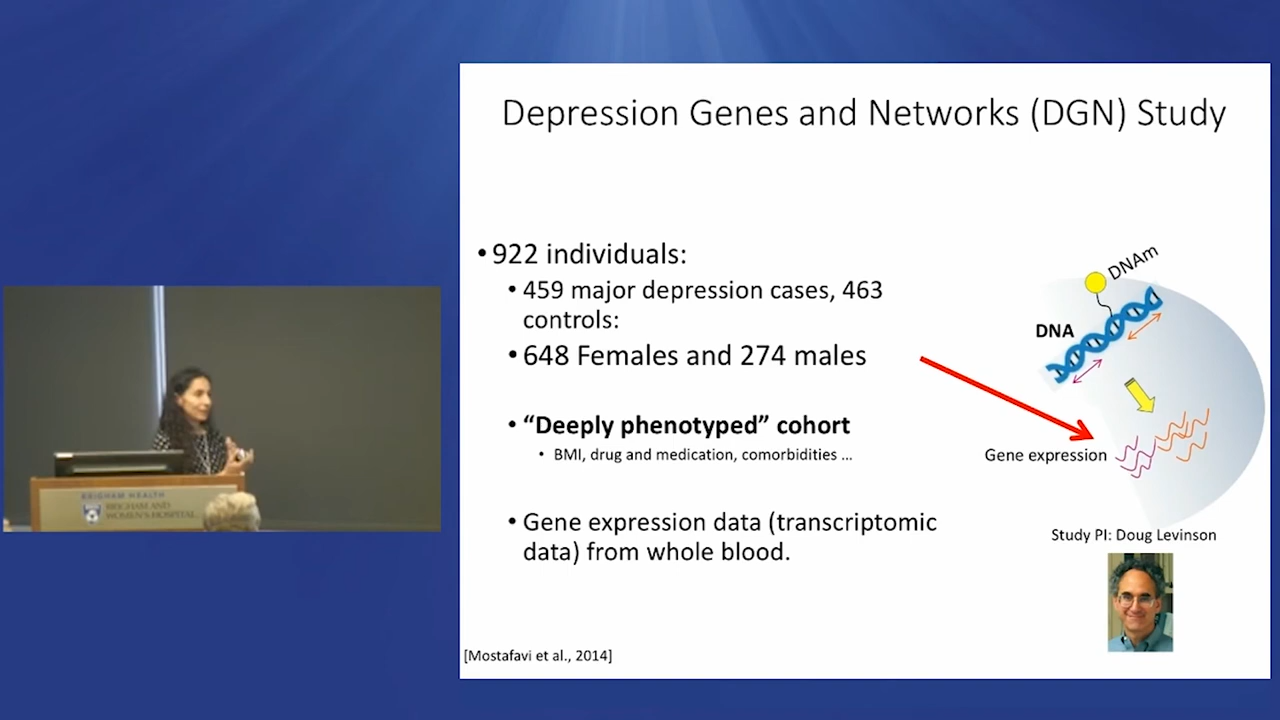 Depression Genes and Networks (DGN) Study
•922 individuals:
• 459 major depression cases, 463
controls:
• 648 Females and 274 males
• “Deeply phenotyped” cohort
• BMI, drug and medication, comorbidities ...
• Gene expression data (transcriptomic
data) from whole blood.
[Mostafavi et al., 2014]
DNAm
DNA
Gene expression
Study PI: Doug Levinson
BRIGHAM HEALTH
BRIGHAM AND
WOMEN'S HOSPITAL